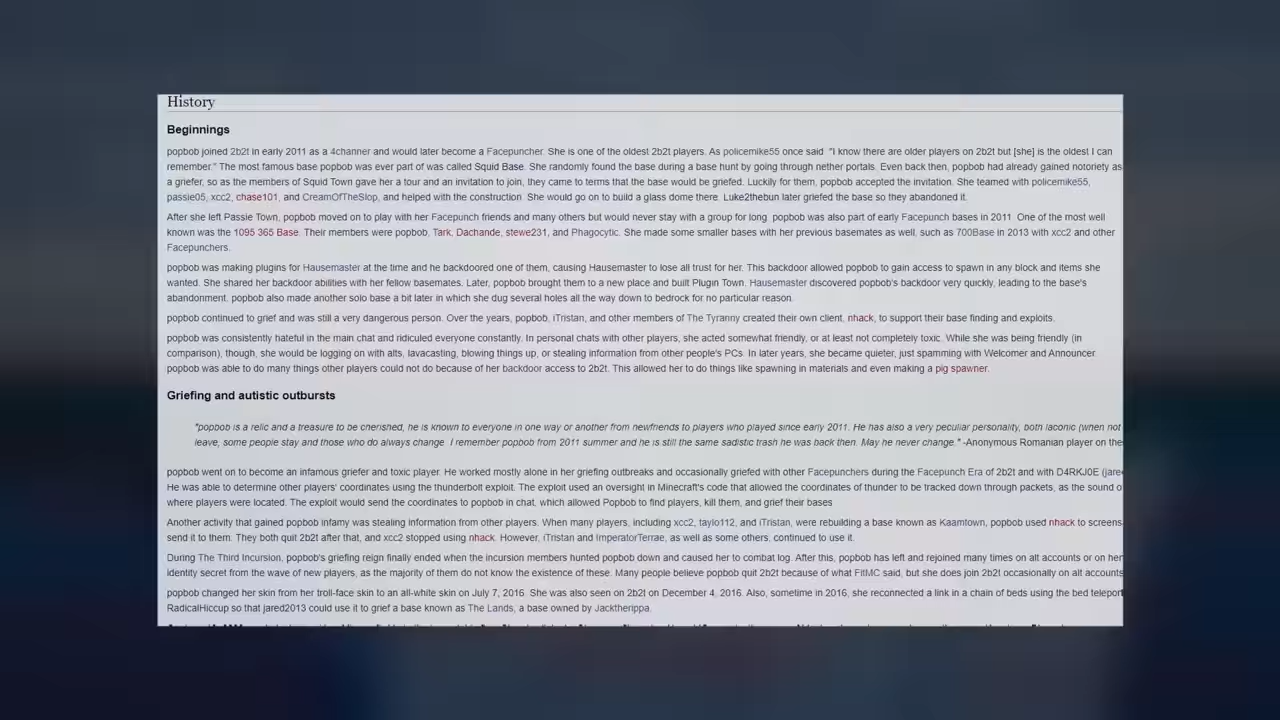 History
Beginnings
popbob joined 2b2t in early 2011 as a 4channer and would later become a Facepuncher. She is one of the oldest 2b2t players. As policemike55 once said "I know there are older players on 2b2t but [she] is the oldest I can
remember." The most famous base popbob was ever part of was called Squid Base. She randomly found the base during a base hunt by going through nether portals. Even back then, popbob had already gained notoriety as
a griefer, so as the members of Squid Town gave her a tour and an invitation to join, they came to terms that the base would be griefed. Luckily for them, popbob accepted the invitation. She teamed with policemike55,
passie05, xcc2, chase101, and CreamOfTheSlop, and helped with the construction. She would go on to build a glass dome there. Luke2thebun later griefed the base so they abandoned it.
After she left Passie Town, popbob moved on to play with her Facepunch friends and many others but would never stay with a group for long. popbob was also part of early Facepunch bases in 2011. One of the most well
known was the 1095 365 Base. Their members were popbob, Tark, Dachande, stewe231, and Phagocytic. She made some smaller bases with her previous basemates as well, such as 700Base in 2013 with xcc2 and other
Facepunchers.
popbob was making plugins for Hausemaster at the time and he backdoored one of them, causing Hausemaster to lose all trust for her. This backdoor allowed popbob to gain access to spawn in any block and items she
wanted. She shared her backdoor abilities with her fellow basemates. Later, popbob brought them to a new place and built Plugin Town. Hausemaster discovered popbob's backdoor very quickly, leading to the base's
abandonment. popbob also made another solo base a bit later in which she dug several holes all the way down to bedrock for no particular reason.
popbob continued to grief and was still a very dangerous person. Over the years, popbob, iTristan, and other members of The Tyranny created their own client, nhack, to support their base finding and exploits.
popbob was consistently hateful in the main chat and ridiculed everyone constantly. In personal chats with other players, she acted somewhat friendly, or at least not completely toxic. While she was being friendly (in
comparison), though, she would be logging on with alts, lavacasting, blowing things up, or stealing information from other people's PCs. In later years, she became quieter, just spamming with Welcomer and Announcer
popbob was able to do many things other players could not do because of her backdoor access to 2b2t. This allowed her to do things like spawning in materials and even making a pig spawner.
Griefing and autistic outbursts
"popbob is a relic and a treasure to be cherished, he is known to everyone in one way or another from newfriends to players who played since early 2011. He has also a very peculiar personality, both laconic (when not
leave, some people stay and those who do always change. I remember popbob from 2011 summer and he is still the same sadistic trash he was back then. May he never change." -Anonymous Romanian player on the
popbob went on to become an infamous griefer and toxic player. He worked mostly alone in her griefing outbreaks and occasionally griefed with other Facepunchers during the Facepunch Era of 2b2t and with D4RKJ0E (jare
He was able to determine other players' coordinates using the thunderbolt exploit. The exploit used an oversight in Minecraft's code that allowed the coordinates of thunder to be tracked down through packets, as the sound o
where players were located. The exploit would send the coordinates to popbob in chat, which allowed Popbob to find players, kill them, and grief their bases
Another activity that gained popbob infamy was stealing information from other players. When many players, including xcc2, taylo112, and iTristan, were rebuilding a base known as Kaamtown, popbob used nhack to screens
send it to them. They both quit 2b2t after that, and xcc2 stopped using nhack. However, iTristan and ImperatorTerrae, as well as some others, continued to use it.
During The Third Incursion, popbob's griefing reign finally ended when the incursion members hunted popbob down and caused her to combat log. After this, popbob has left and rejoined many times on alt accounts or on her
identity secret from the wave of new players, as the majority of them do not know the existence of these. Many people believe popbob quit 2b2t because of what FitMC said, but she does join 2b2t occasionally on alt accounts
popbob changed her skin from her troll-face skin to an all-white skin on July 7, 2016. She was also seen on 2b2t on December 4, 2016. Also, sometime in 2016, she reconnected a link in a chain of beds using the bed teleport
RadicalHiccup so that jared2013 could use it to grief a base known as The Lands, a base owned by Jacktherippa.